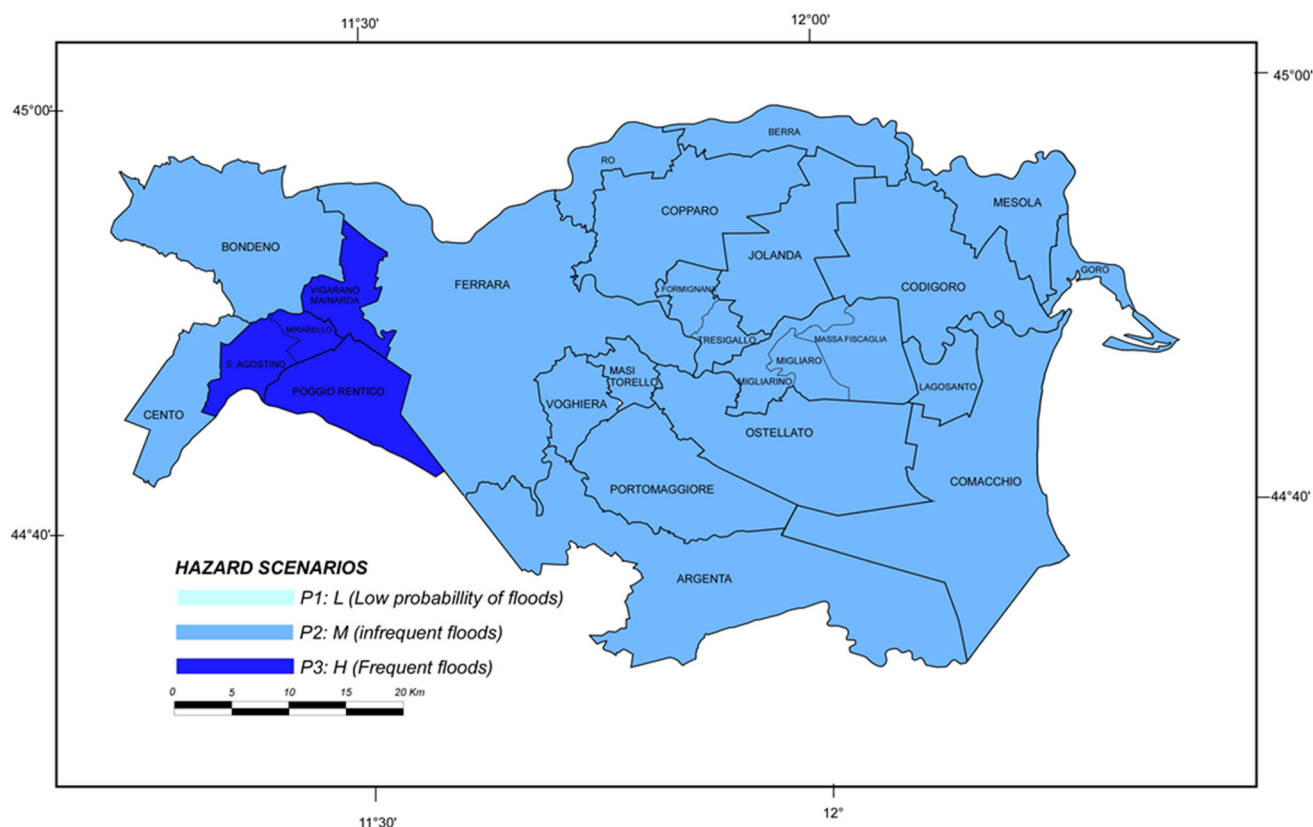 11°30'
12°00'
45°00'
45°00'
BERRA
RO
MESOLA
COPPARO
BONDENO
JOLANDA
GORO
FERRARA
CODIGORO
FORMIGNANA
VIGARANO
MAINARDA
MIRABELLO
TRESIGALLO
MASSA FISCAGLIA
MIGLIARO
S. AGOSTINO
MASI
TORELLO
MIGLIARINO
LAGOSANTO
POGGIO RENTICO
VOGHIERA
CENTO
OSTELLATO
COMACCHIO
PORTOMAGGIORE
44°40'
44°40'
ARGENTA
HAZARD SCENARIOS
P1: L (Low probabillity of floods)
P2: M (infrequent floods)
P3: H (Frequent floods)
0 5 10 15 20 Km
11°30'
12°